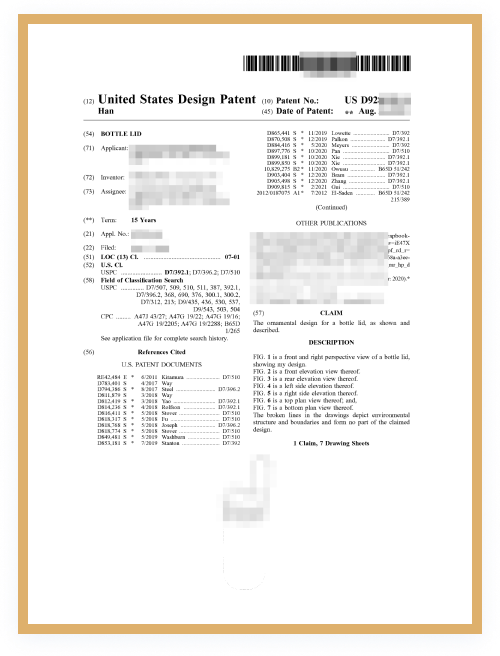 (12) United States Design Patent
Han
(10) Patent No.: US D92
(45) Date of Patent: ** Aug.
(54) BOTTLE LID
(71) Applicant:
(72) Inventor:
(73) Assignee:
(**) Term: 15 Years
(21) Appl. No.:
(22) Filed:
(51) LOC (13) Cl. 07-01
(52) U.S. Cl.
USPC D7/392.1; D7/396.2; D7/510
(58) Field of Classification Search
USPC D7/507, 509, 510, 511, 387, 392.1,
D7/396.2, 368, 690, 376, 300.1, 300.2,
D7/312, 213; D9/435, 436, 530, 537,
D9/543, 503, 504
CPC A47J 43/27; A47G 19/22; A47G 19/16;
A47G 19/2205; A47G 19/2288; B65D
1/265
See application file for complete search history.
(56) References Cited
U.S. PATENT DOCUMENTS
RE42,484 E * 6/2011 Kitamura D7/510
D783,401 S 4/2017 Way
D794,386 S * 8/2017 Steel D7/396.2
D811,879 S 3/2018 Way
D812,419 S * 3/2018 Yao D7/392.1
D814,236 S * 4/2018 Rolfson D7/392.1
D816,411 S * 5/2018 Stover D7/510
D818,317 S * 5/2018 Fu D7/510
D818,768 S * 5/2018 Joseph D7/396.2
D818,774 S * 5/2018 Stover D7/510
D849,481 S * 5/2019 Washburn D7/510
D853,181 S * 7/2019 Stanton D7/392
D865,441 S * 11/2019 Lowette D7/392
D870,508 S * 12/2019 Palkon D7/392.1
D884,416 S * 5/2020 Meyers D7/392.1
D897,776 S * 10/2020 Pan D7/510
D899,181 S * 10/2020 Xie D7/392.1
D899,850 S * 10/2020 Xie D7/392.1
10,829,275 B2 * 11/2020 Owusu B65D 51/242
D903,404 S * 12/2020 Beam D7/392.1
D905,498 S * 12/2020 Zhang D7/392.1
D909,815 S * 2/2021 Gui D7/510
2012/0187075 A1 * 7/2012 El-Saden B65D 51/242
215/389
(Continued)
OTHER PUBLICATIONS
(57) CLAIM
The ornamental design for a bottle lid, as shown and
described.
DESCRIPTION
FIG. 1 is a front and right perspective view of a bottle lid,
showing my design
FIG. 2 is a front elevation view thereof.
FIG. 3 is a rear elevation view thereof.
FIG. 4 is a left side elevation thereof.
FIG. 5 is a right side elevation thereof.
FIG. 6 is a top plan view thereof; and,
FIG. 7 is a bottom plan view thereof.
The broken lines in the drawings depict environmental
structure and boundaries and form no part of the claimed
design.
1 Claim, 7 Drawing Sheets